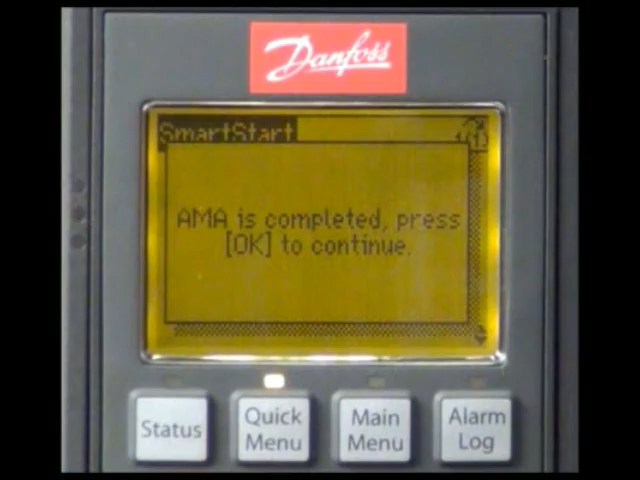 Danfoss
SmartStart
AMA is completed, press
[OK] to continue.
Status
Quick
Menu
Main
Menu
Alarm
Log